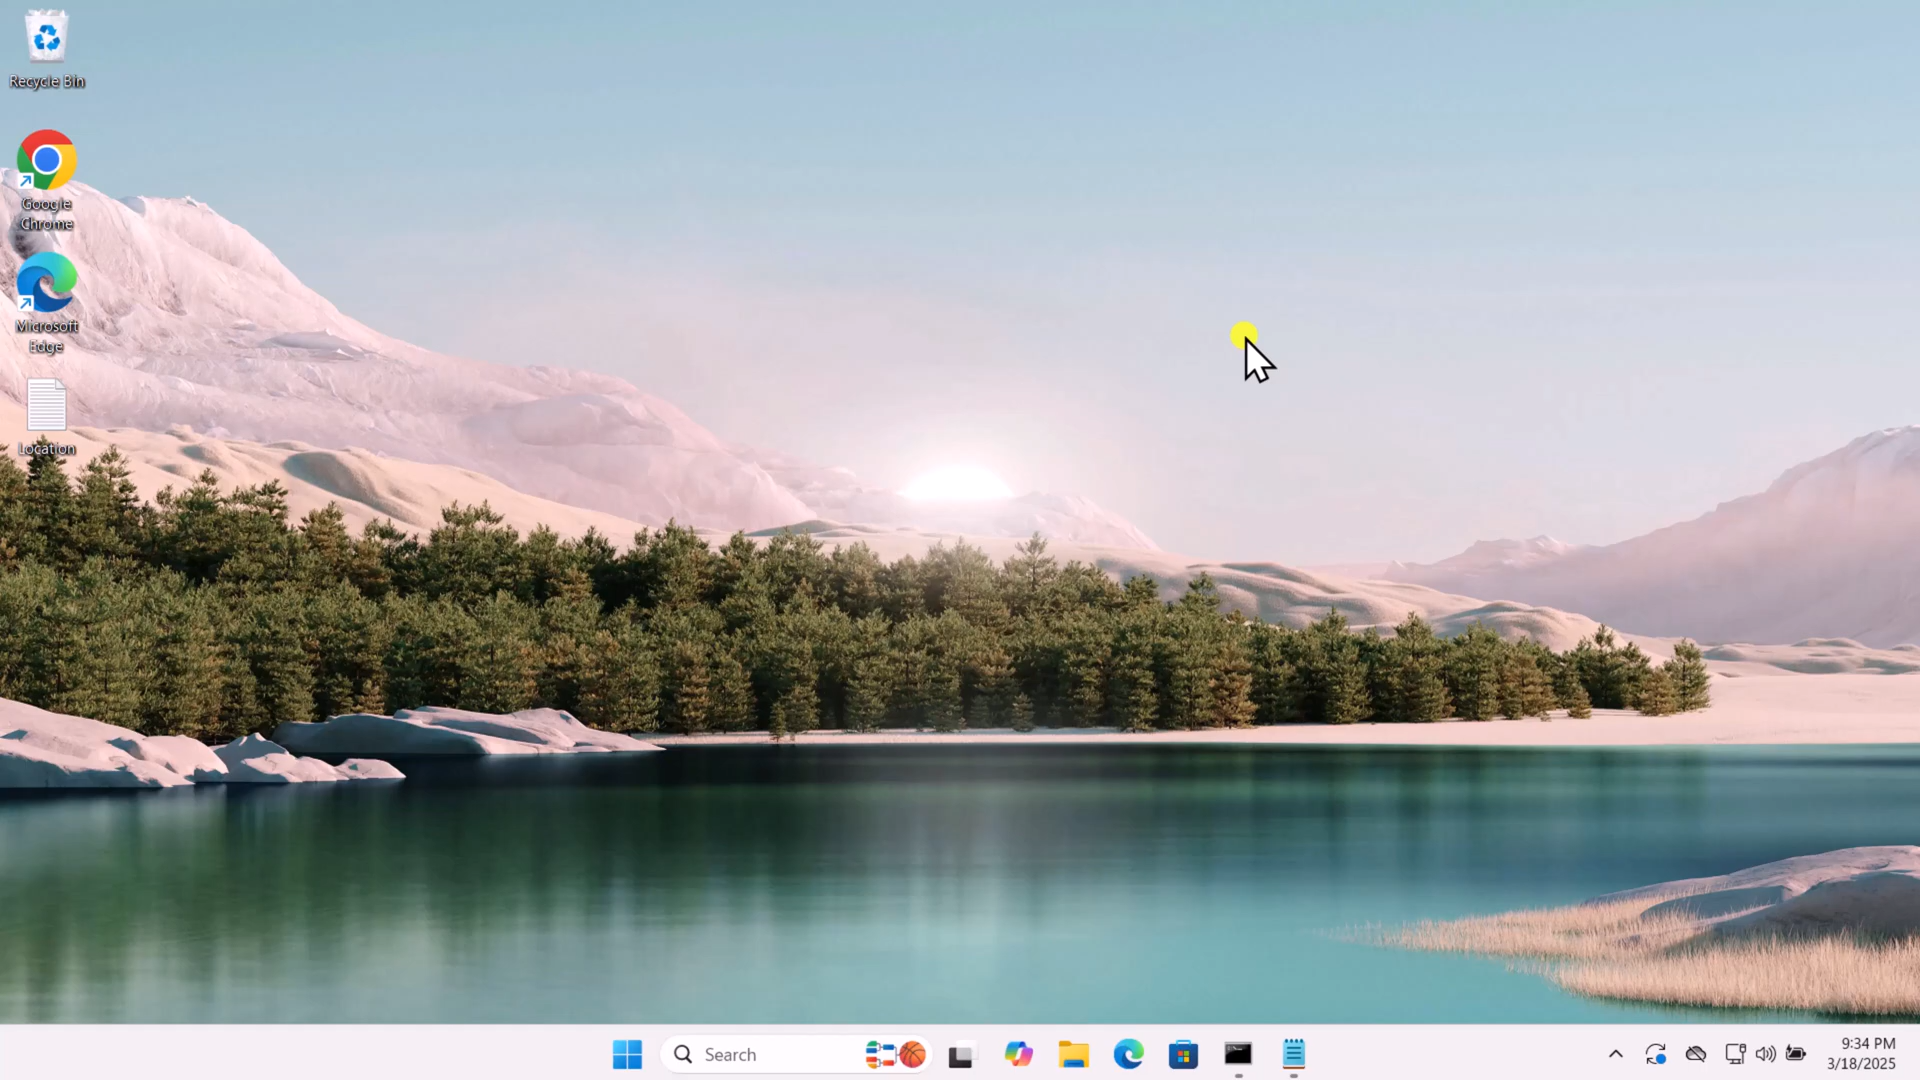 Recycle Bin
Google
Chrome
Microsoft
Edge
Location
Search
9:34 PM
3/18/2025